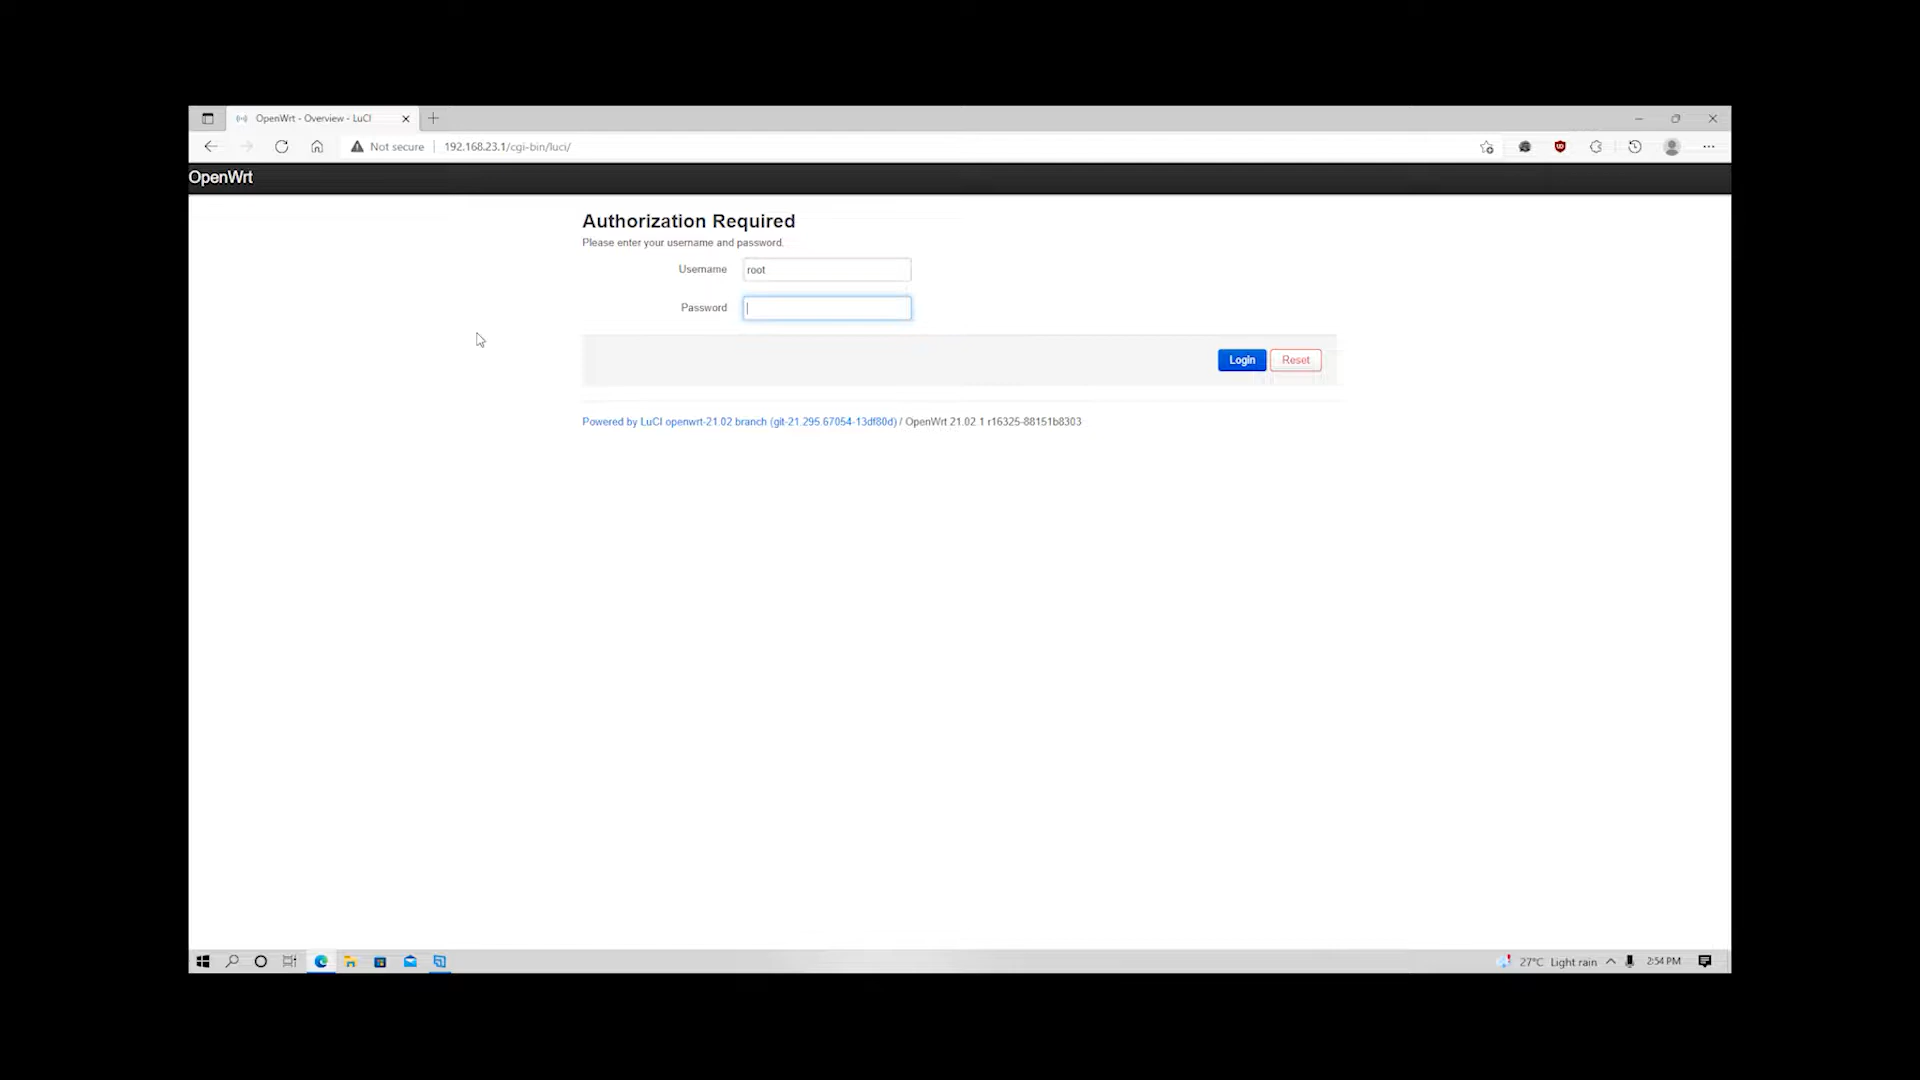 OpenWrt - Overview - LuCI
Not secure 192.168.23.1/cgi-bin/luci/
OpenWrt
Authorization Required
Please enter your username and password.
Username root
Password
Login Reset
Powered by LuCI openwrt-21.02 branch (git-21.295.67054-13df80d) / OpenWrt 21.02.1 r16325-88151b8303
27°C Light rain 2:54 PM